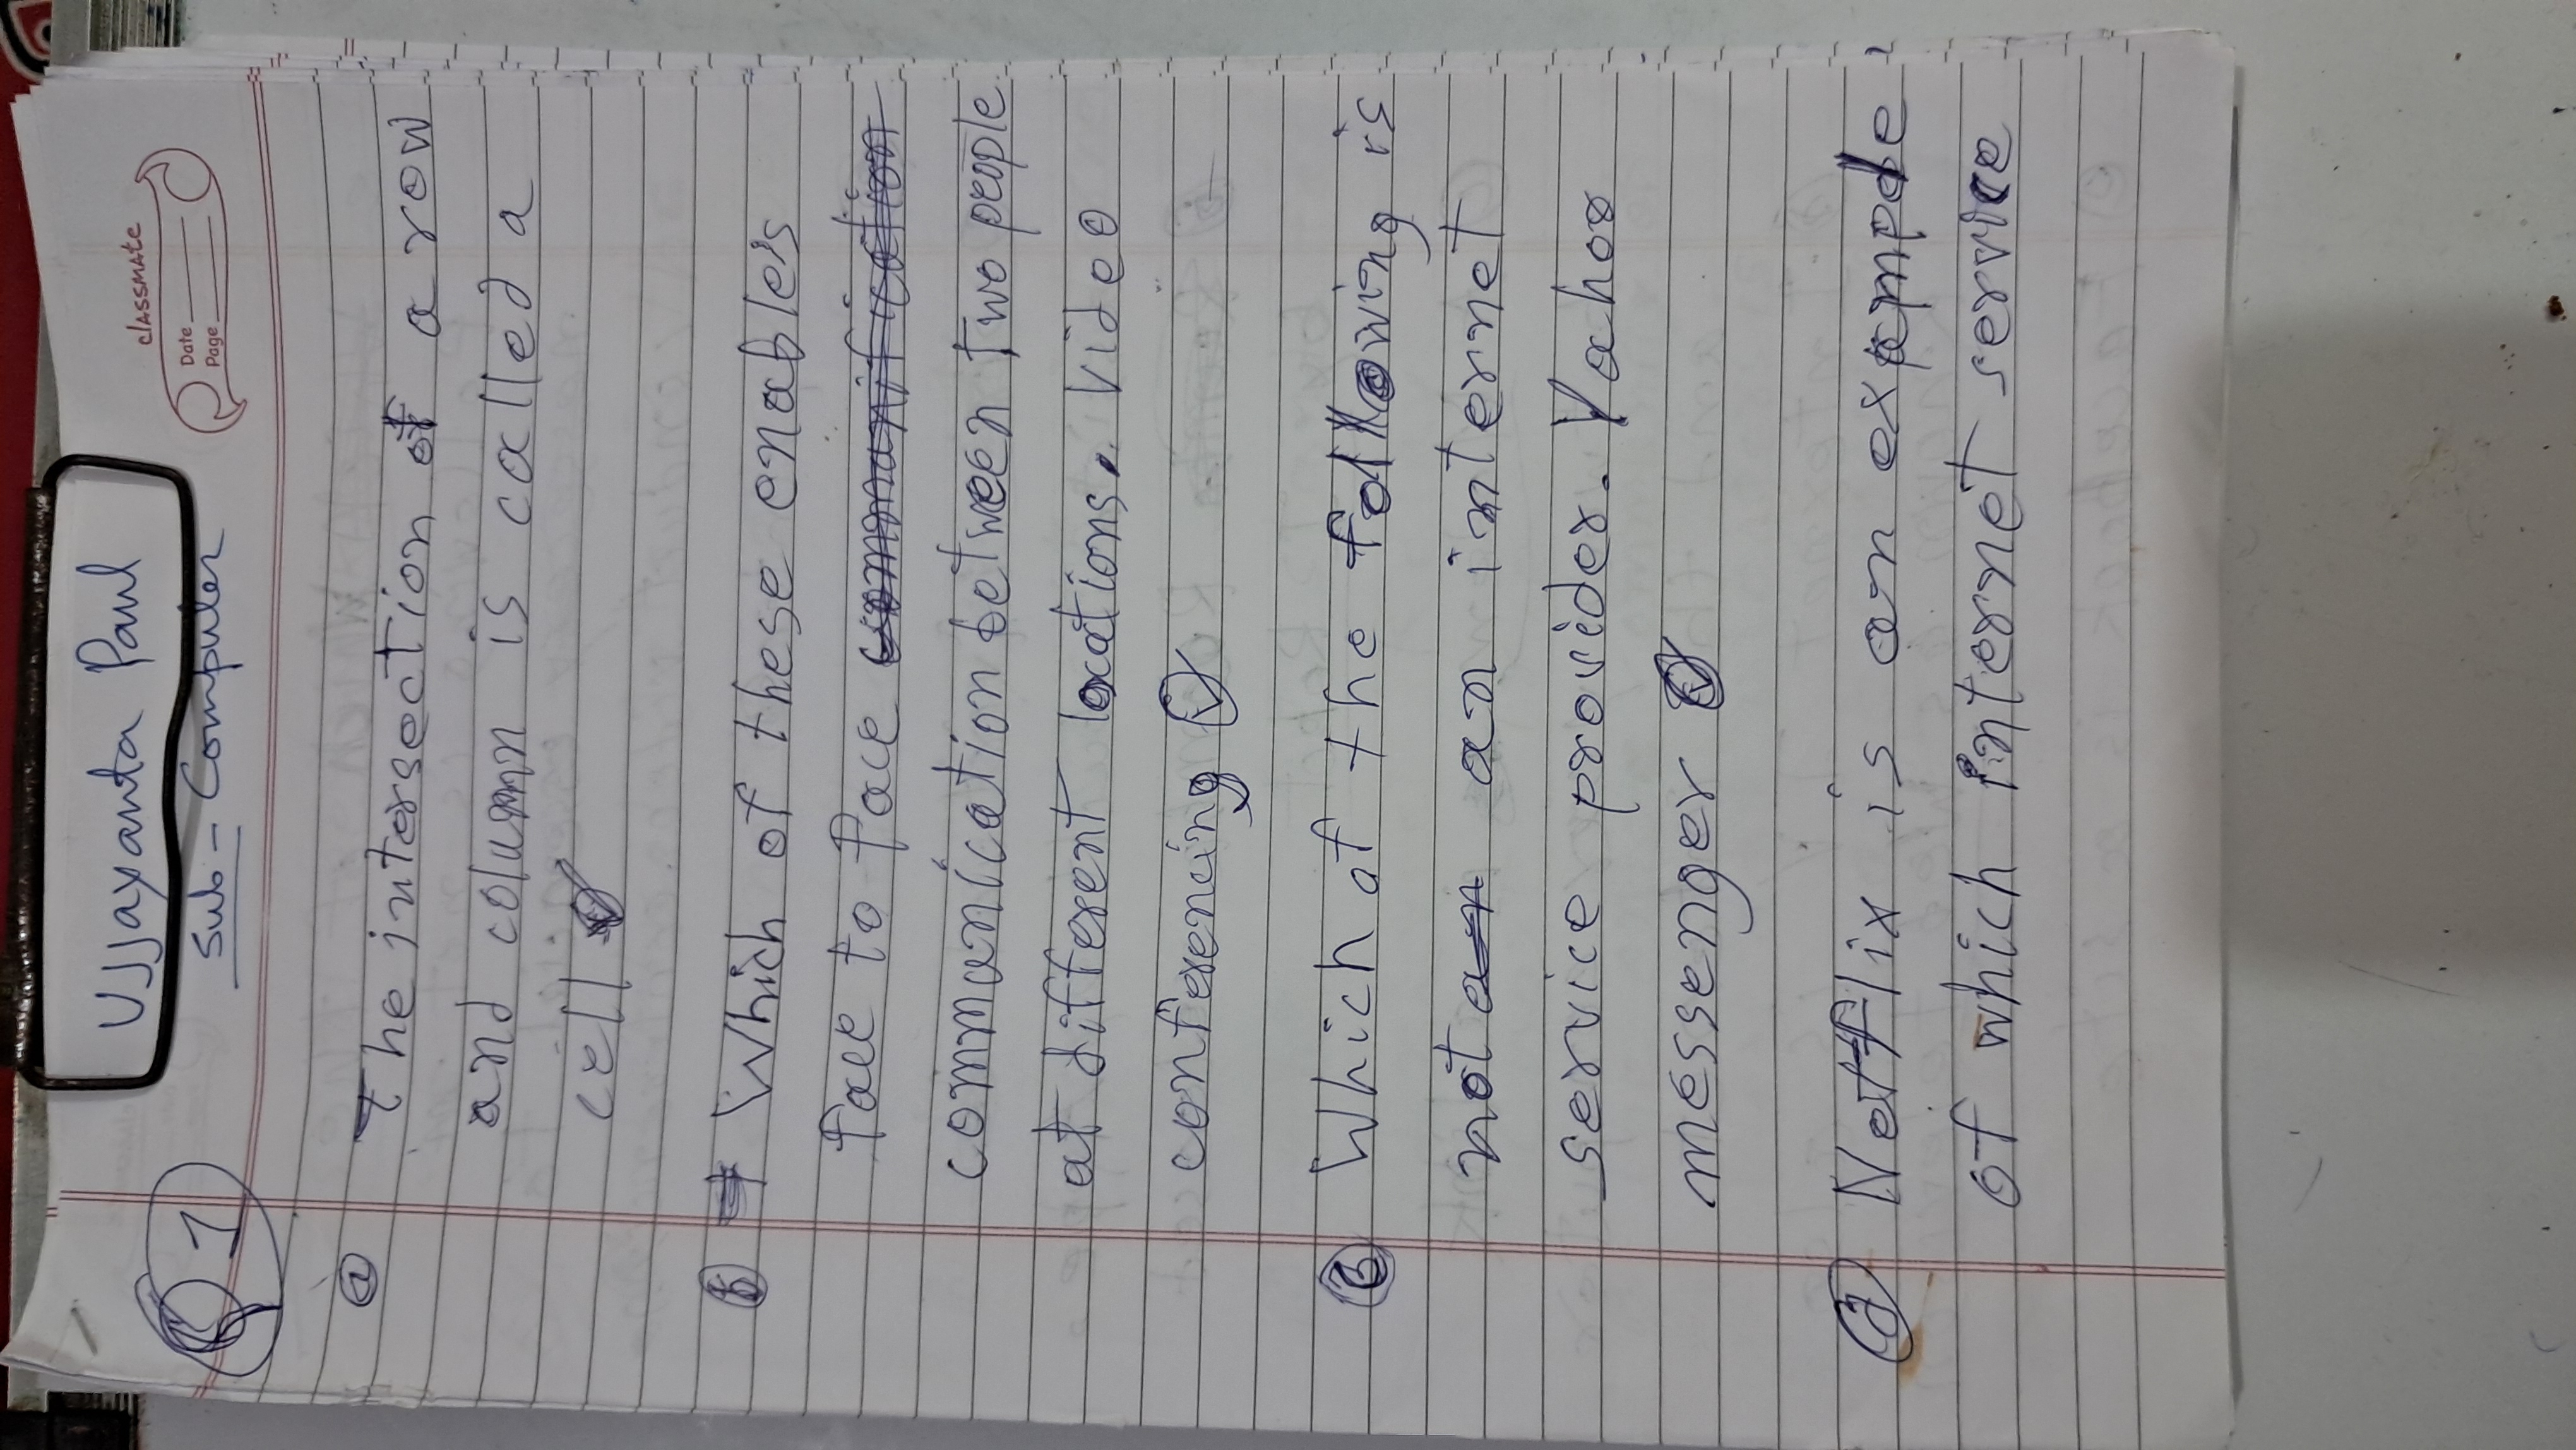 Ujjayanta Paul
Sub - Computer
classmate
Date
Page
Q1
a The intersection of a row
and column is called a
cell
b Which of these enables
face to face communification
communication between two people
at different locations. Video
conferencing
c Which of the following is
not an an internet
service provider. Yahoo
messenger
d Netflix is an example
of which internet service